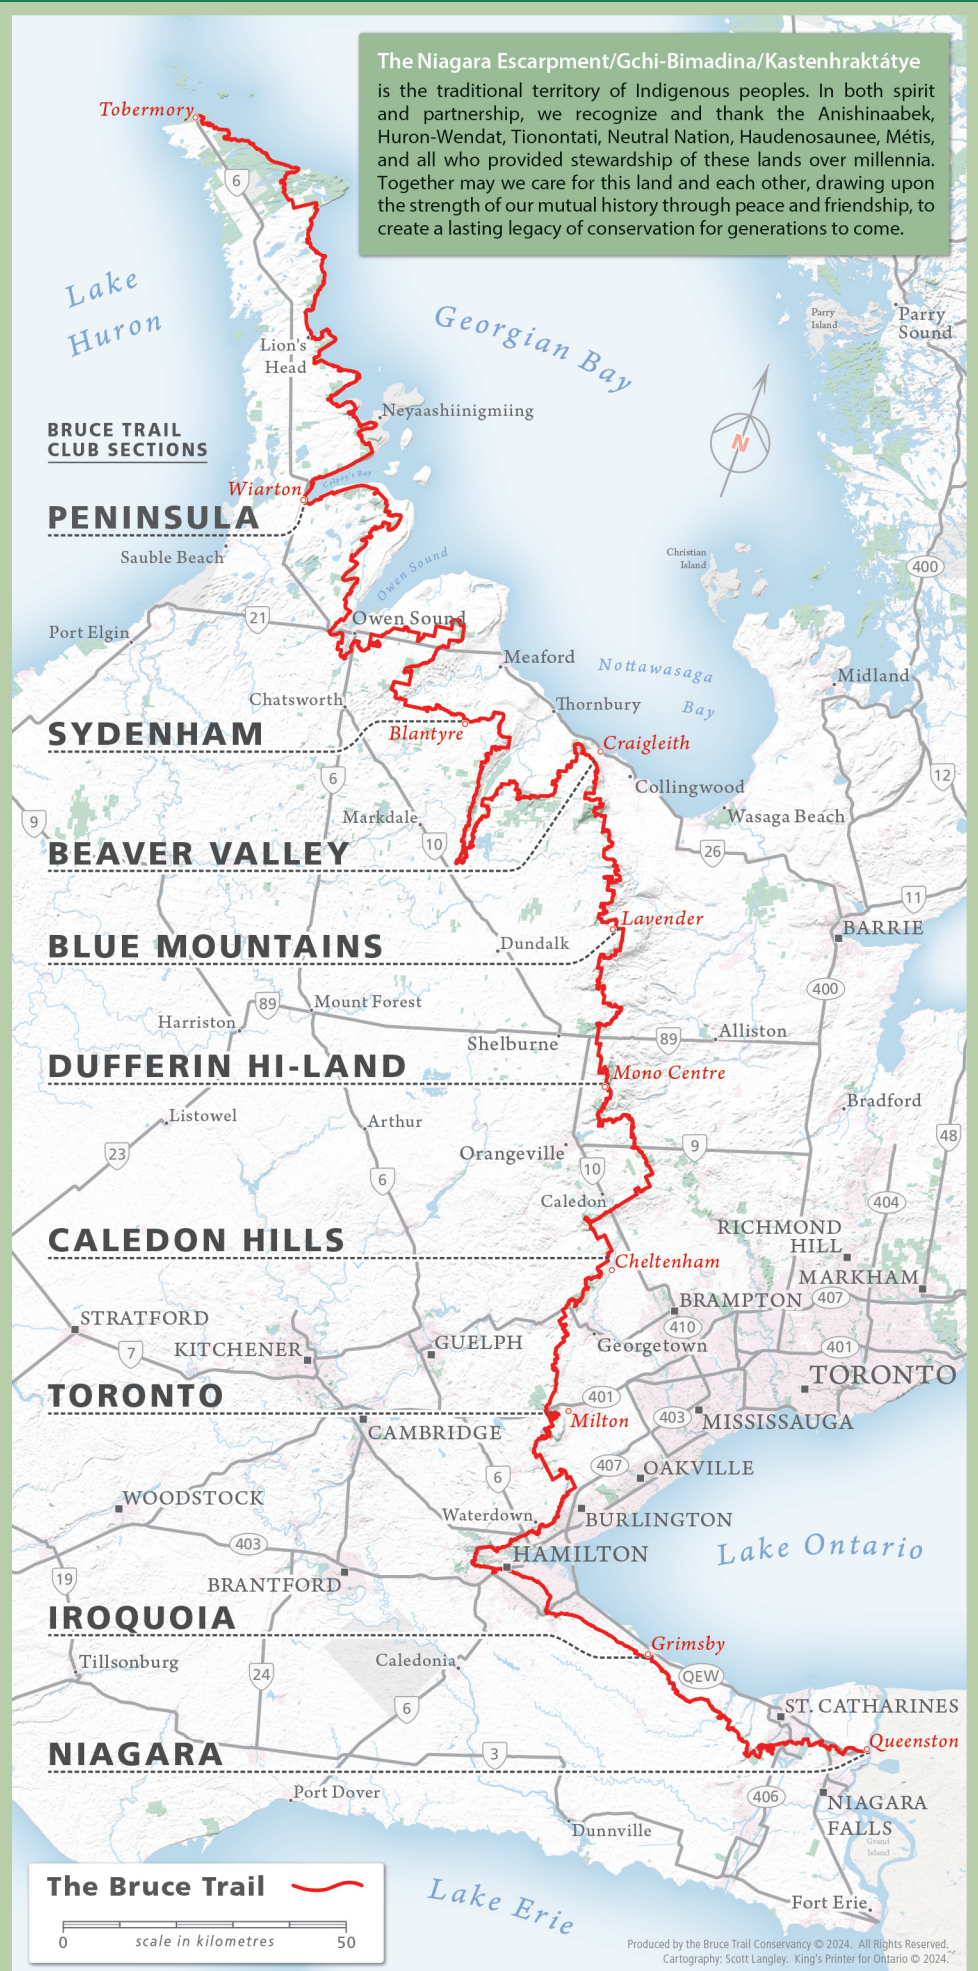 The Niagara Escarpment/Gchi-Bimadina/Kastenhraktátye
is the traditional territory of Indigenous peoples. In both spirit
and partnership, we recognize and thank the Anishinaabek,
Huron-Wendat, Tionontati, Neutral Nation, Haudenosaunee, Métis,
and all who provided stewardship of these lands over millennia.
Together may we care for this land and each other, drawing upon
the strength of our mutual history through peace and friendship, to
create a lasting legacy of conservation for generations to come.
Tobermory
6
Lake
Huron
Georgian Bay
Parry
Island
Parry
Sound
Lion's
Head
Neyaashiinigmiing
N
BRUCE TRAIL
CLUB SECTIONS
Colpoy's Bay
Wiarton
PENINSULA
Sauble Beach
Owen Sound
Christian
Island
400
21
Owen Sound
Port Elgin
Meaford
Nottawasaga
Bay
Midland
Chatsworth
Thornbury
SYDENHAM
Blantyre
Craigleith
6
12
Collingwood
9
Markdale
Wasaga Beach
10
26
BEAVER VALLEY
11
Lavender
BARRIE
BLUE MOUNTAINS
Dundalk
400
89
Mount Forest
Harriston
Shelburne
89
Alliston
DUFFERIN HI-LAND
Mono Centre
Bradford
Listowel
Arthur
48
23
Orangeville
9
10
6
Caledon
404
CALEDON HILLS
RICHMOND
HILL
Cheltenham
MARKHAM
407
BRAMPTON
STRATFORD
410
7
KITCHENER
GUELPH
Georgetown
401
TORONTO
TORONTO
401
Milton
403
MISSISSAUGA
CAMBRIDGE
407
OAKVILLE
6
WOODSTOCK
Waterdown
BURLINGTON
403
HAMILTON
Lake Ontario
19
BRANTFORD
IROQUOIA
Grimsby
Tillsonburg
Caledonia
24
QEW
6
ST. CATHARINES
Queenston
NIAGARA
3
406
Port Dover
NIAGARA
FALLS
Dunnville
Grand
Island
The Bruce Trail
Lake Erie
Fort Erie
0
scale in kilometres
50
Produced by the Bruce Trail Conservancy © 2024. All Rights Reserved.
Cartography: Scott Langley. King's Printer for Ontario © 2024.